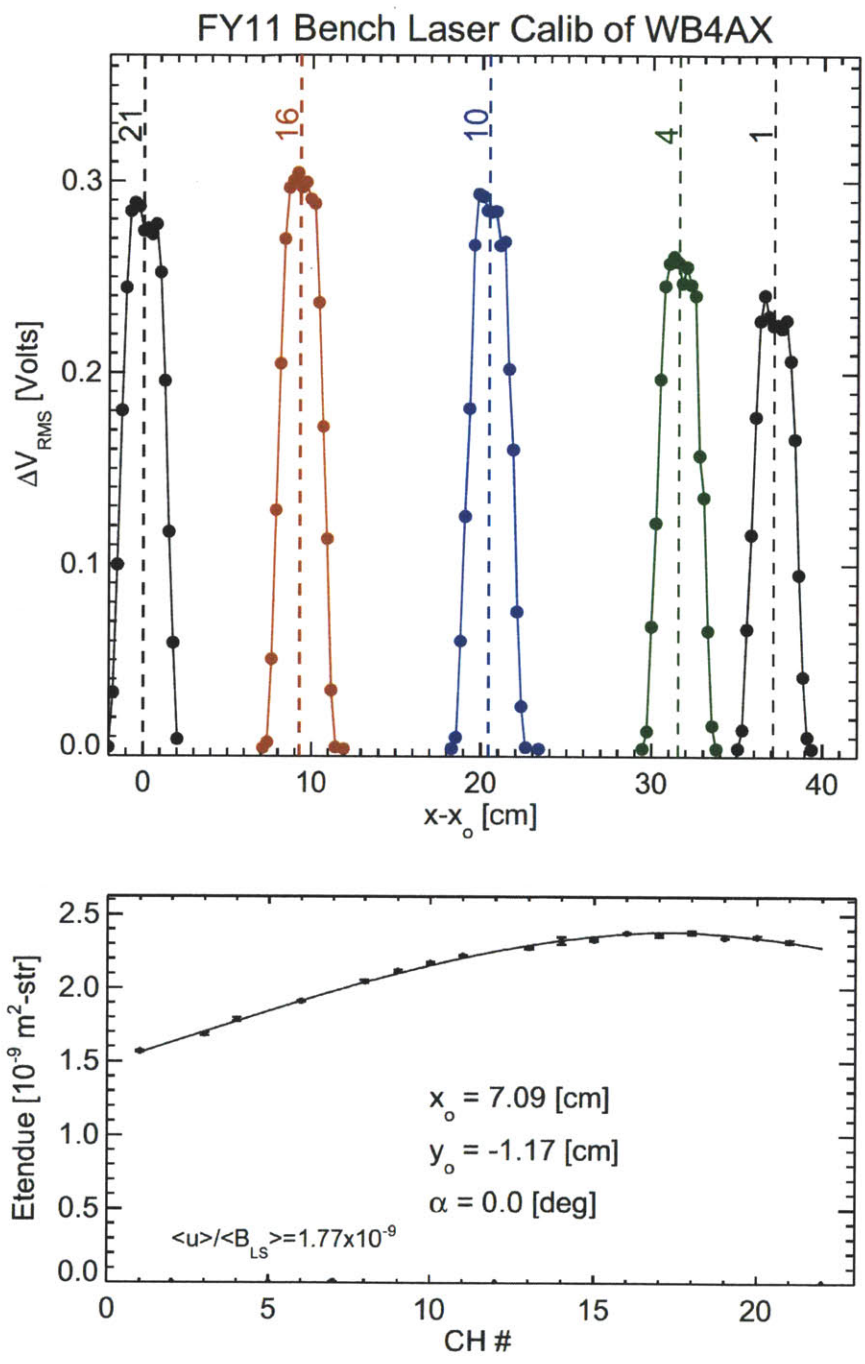 FY11 Bench Laser Calib of WB4AX
21
16
10
4
1
0.3
0.2
0.1
0.0
ΔV_RMS [Volts]
0
10
20
30
40
x-x_o [cm]
2.5
2.0
1.5
1.0
0.5
0.0
Etendue [10^-9 m^2-str]
x_o = 7.09 [cm]
y_o = -1.17 [cm]
α = 0.0 [deg]
<u>/<B_LS>=1.77x10^-9
0
5
10
15
20
CH #